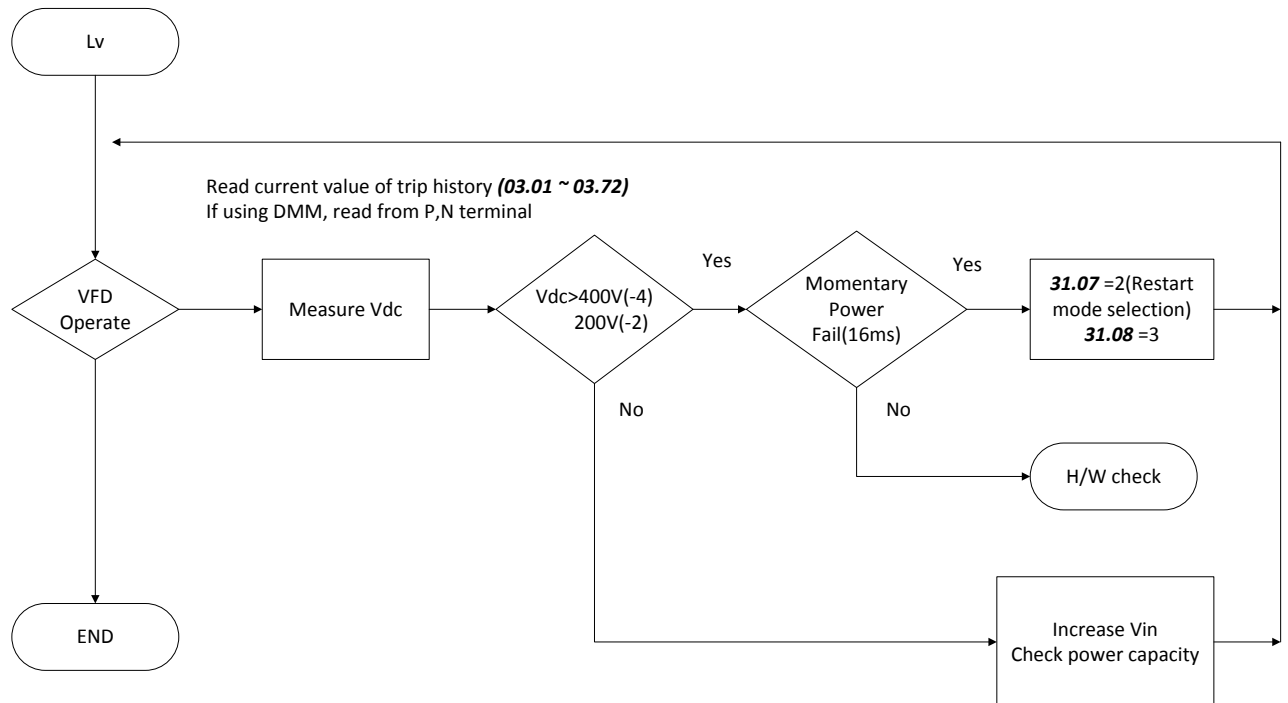 Lv
Read current value of trip history (03.01 ~ 03.72)
If using DMM, read from P,N terminal
VFD
Operate
Measure Vdc
Vdc>400V(-4)
200V(-2)
Yes
Momentary
Power
Fail(16ms)
Yes
31.07 =2(Restart
mode selection)
31.08 =3
No
No
H/W check
END
Increase Vin
Check power capacity